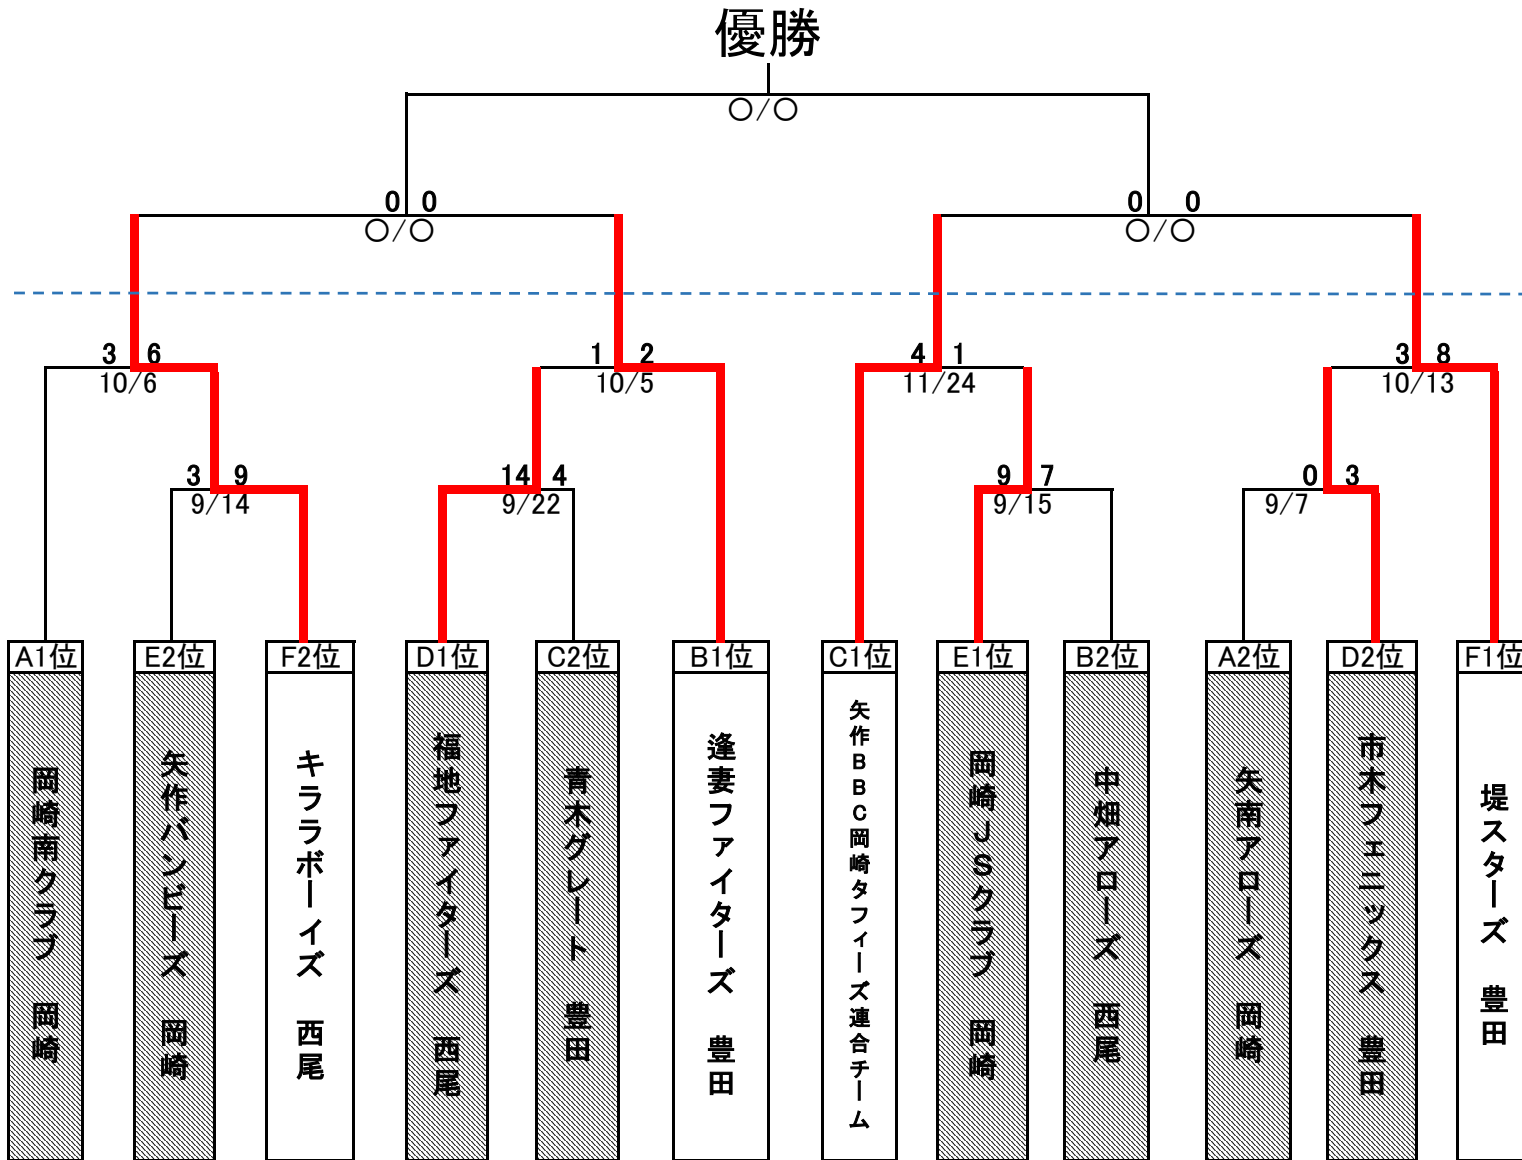 優勝
○/○
0 0
○/○
0 0
○/○
3 6
10/6
1 2
10/5
4 1
11/24
3 8
10/13
3 9
9/14
14 4
9/22
9 7
9/15
0 3
9/7
A1位
E2位
F2位
D1位
C2位
B1位
C1位
E1位
B2位
A2位
D2位
F1位
岡崎南クラブ 岡崎
矢作バンビーズ 岡崎
キララボーイズ 西尾
福地ファイターズ 西尾
青木グレート 豊田
逢妻ファイターズ 豊田
矢作BBC岡崎タフィーズ連合チーム
岡崎JSクラブ 岡崎
中畑アローズ 西尾
矢南アローズ 岡崎
市木フェニックス 豊田
堤スターズ 豊田